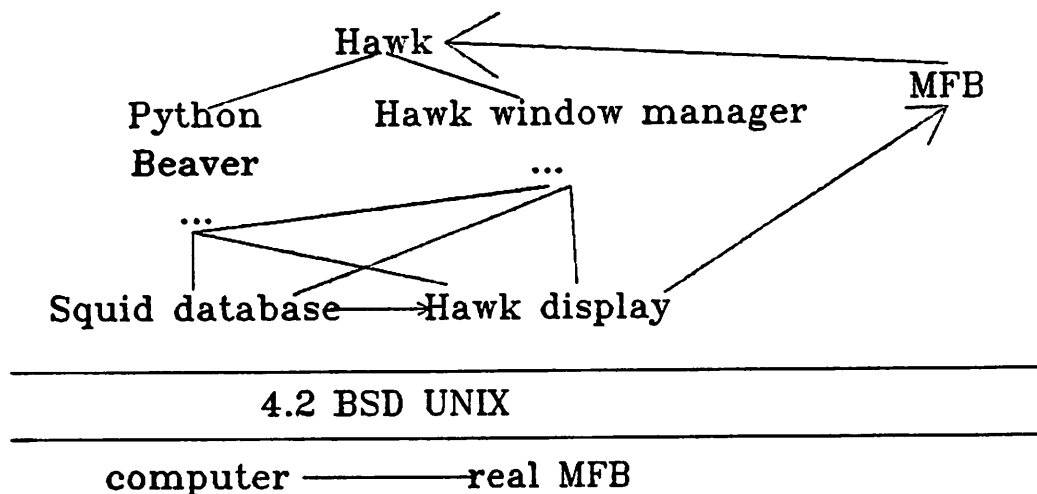 Hawk
MFB
Python
Hawk window manager
Beaver
...
...
Squid database
Hawk display
4.2 BSD UNIX
computer
real MFB